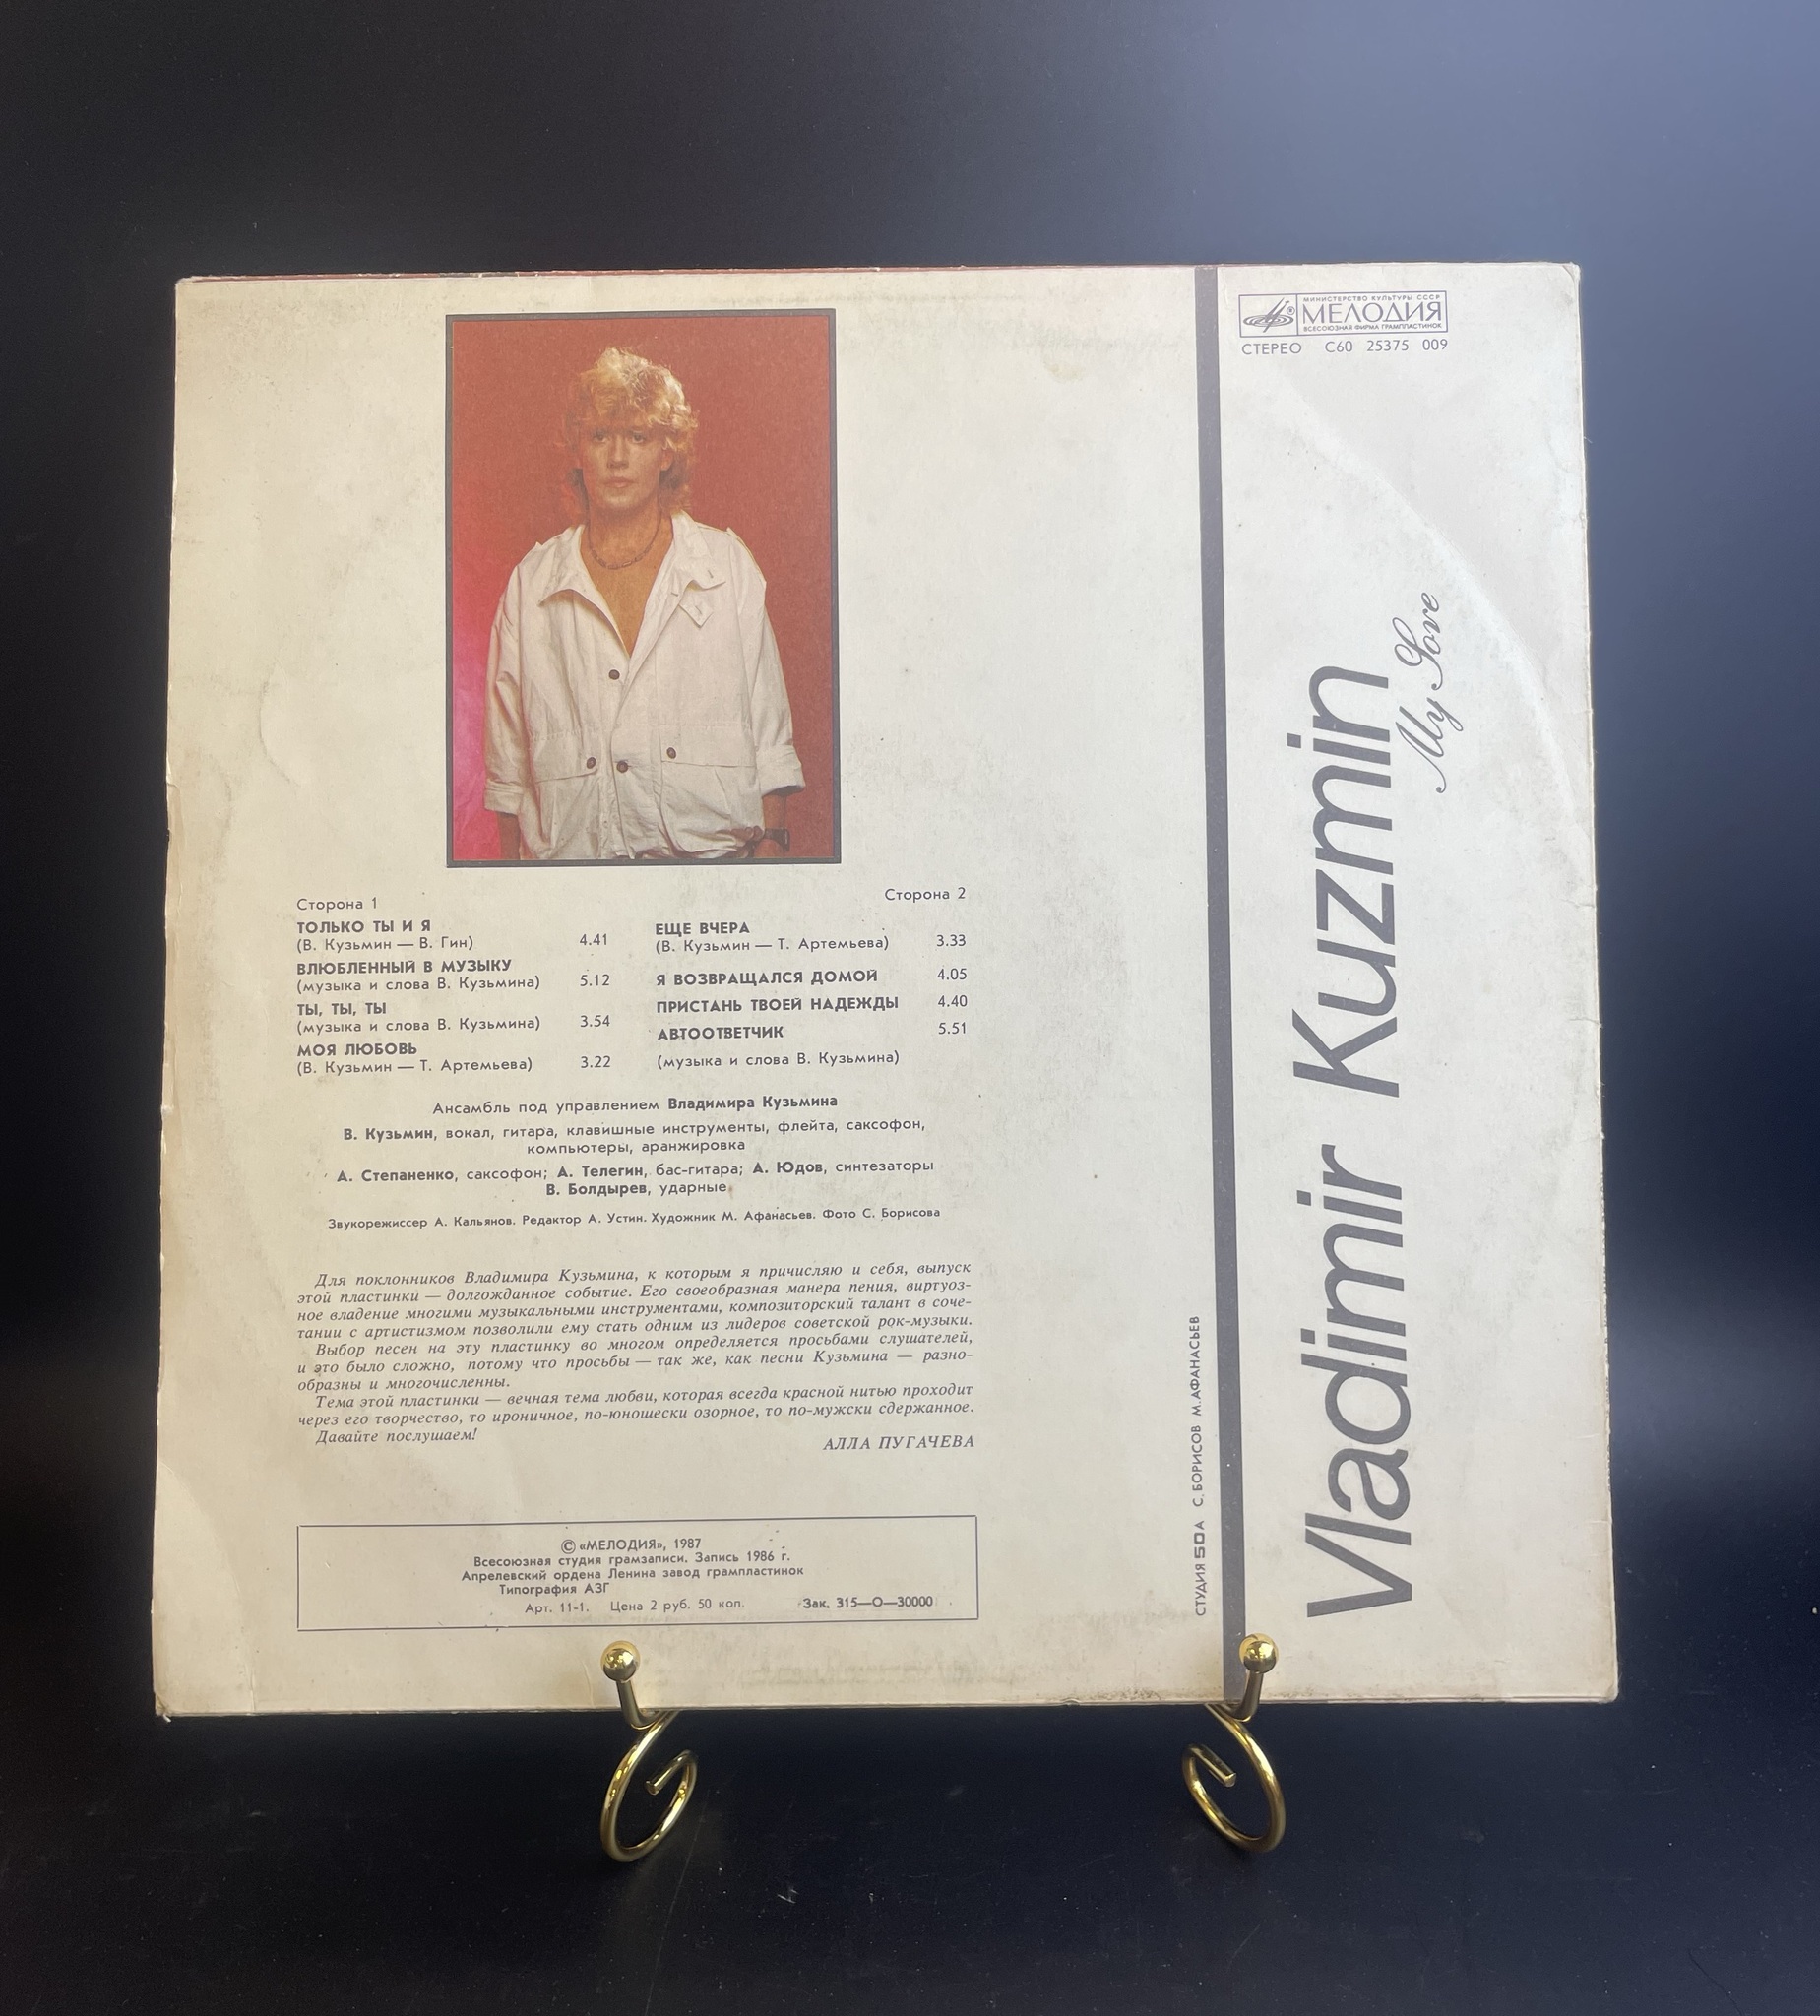 МИНИСТЕРСТВО КУЛЬТУРЫ СССР
МЕЛОДИЯ
ВСЕСОЮЗНАЯ ФИРМА ГРАМПЛАСТИНОК
СТЕРЕО С60 25375 009
Vladimir Kuzmin
My Love
Сторона 1
ТОЛЬКО ТЫ И Я
(В. Кузьмин — В. Гин) 4.41
ВЛЮБЛЕННЫЙ В МУЗЫКУ
(музыка и слова В. Кузьмина) 5.12
ТЫ, ТЫ, ТЫ
(музыка и слова В. Кузьмина) 3.54
МОЯ ЛЮБОВЬ
(В. Кузьмин — Т. Артемьева) 3.22
Сторона 2
ЕЩЕ ВЧЕРА
(В. Кузьмин — Т. Артемьева) 3.33
Я ВОЗВРАЩАЛСЯ ДОМОЙ 4.05
ПРИСТАНЬ ТВОЕЙ НАДЕЖДЫ 4.40
АВТООТВЕТЧИК 5.51
(музыка и слова В. Кузьмина)
Ансамбль под управлением Владимира Кузьмина
В. Кузьмин, вокал, гитара, клавишные инструменты, флейта, саксофон,
компьютеры, аранжировка
А. Степаненко, саксофон; А. Телегин, бас-гитара; А. Юдов, синтезаторы
В. Болдырев, ударные
Звукорежиссер А. Кальянов. Редактор А. Устин. Художник М. Афанасьев. Фото С. Борисова
Для поклонников Владимира Кузьмина, к которым я причисляю и себя, выпуск
этой пластинки — долгожданное событие. Его своеобразная манера пения, виртуоз-
ное владение многими музыкальными инструментами, композиторский талант в соче-
тании с артистизмом позволили ему стать одним из лидеров советской рок-музыки.
Выбор песен на эту пластинку во многом определяется просьбами слушателей,
и это было сложно, потому что просьбы — так же, как песни Кузьмина — разно-
образны и многочисленны.
Тема этой пластинки — вечная тема любви, которая всегда красной нитью проходит
через его творчество, то ироничное, по-юношески озорное, то по-мужски сдержанное.
Давайте послушаем!
АЛЛА ПУГАЧЕВА
© «МЕЛОДИЯ», 1987
Всесоюзная студия грамзаписи. Запись 1986 г.
Апрелевский ордена Ленина завод грампластинок
Типография АЗГ
Арт. 11-1. Цена 2 руб. 50 коп. Зак. 315—О—30000
СТУДИЯ 50А С. БОРИСОВ М. АФАНАСЬЕВ